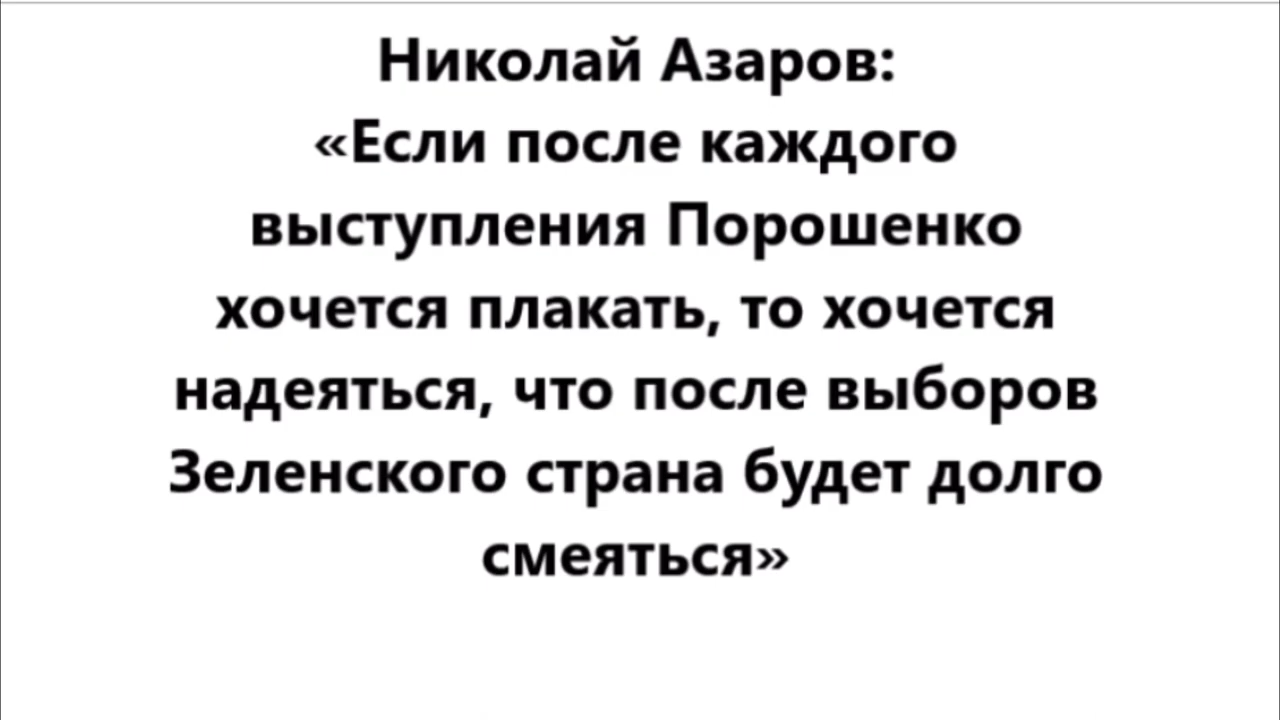 Николай Азаров:
«Если после каждого
выступления Порошенко
хочется плакать, то хочется
надеяться, что после выборов
Зеленского страна будет долго
смеяться»